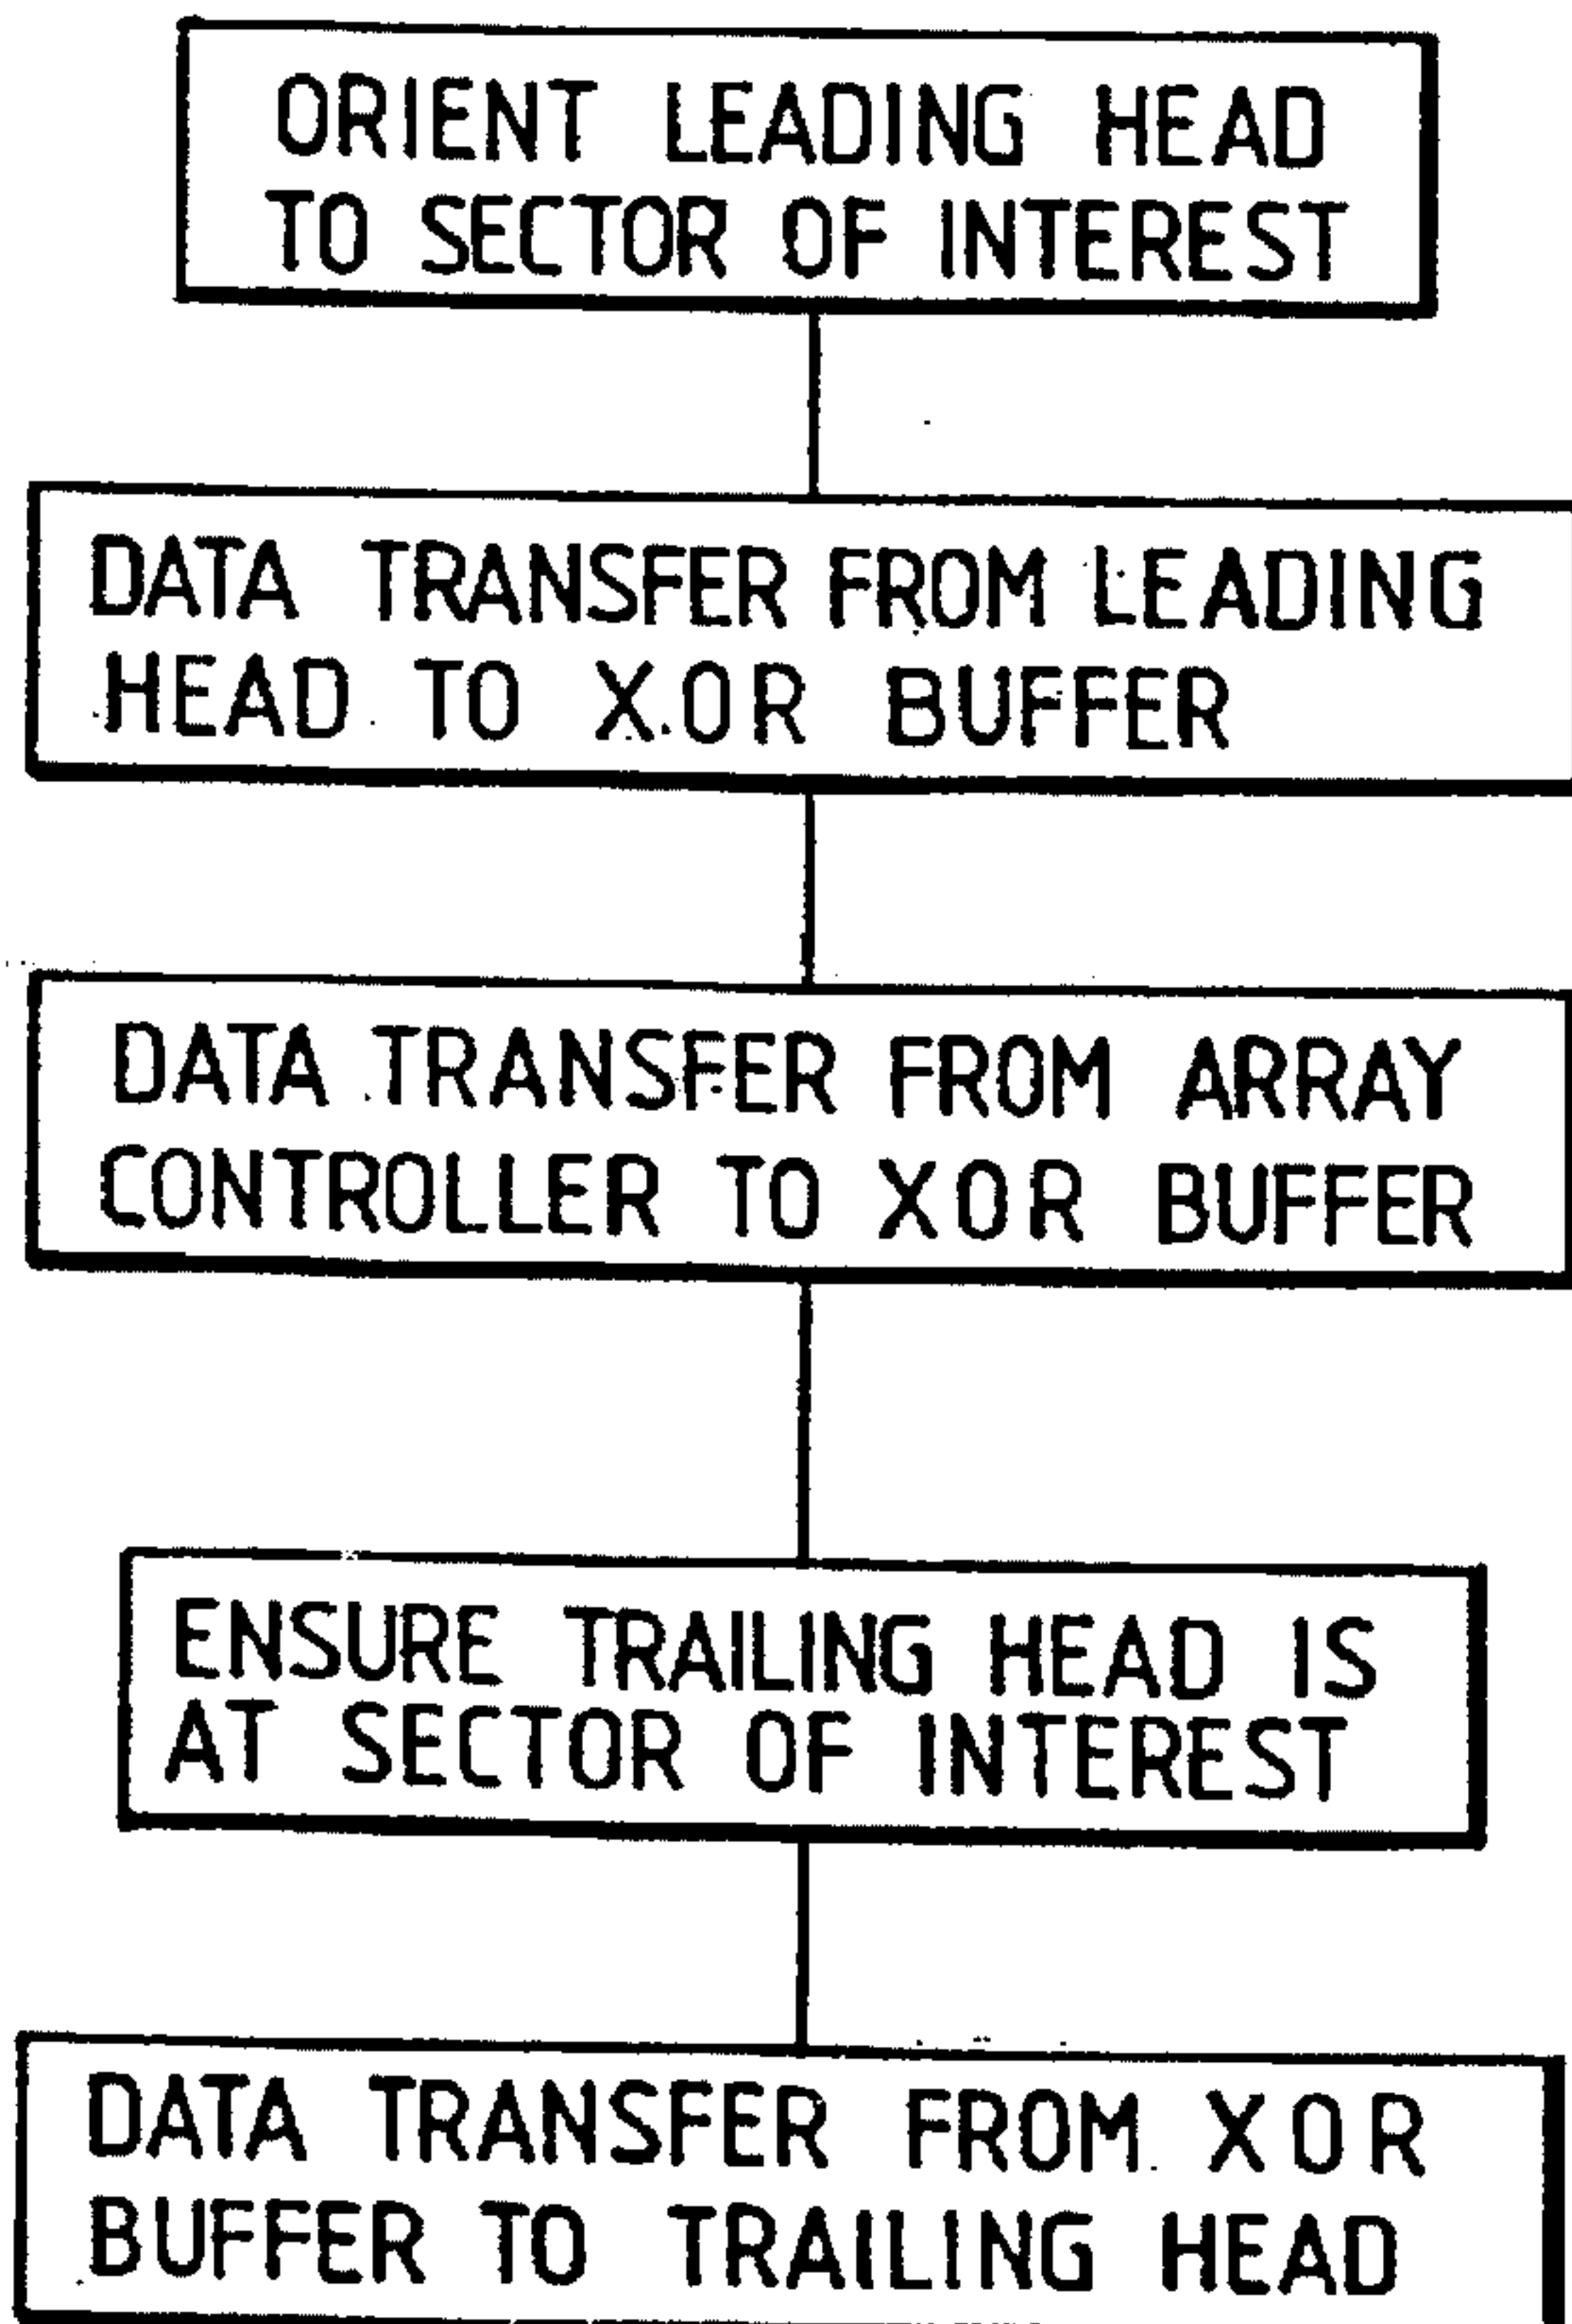 ORIENT LEADING HEAD
TO SECTOR OF INTEREST
DATA TRANSFER FROM LEADING
HEAD TO XOR BUFFER
DATA TRANSFER FROM ARRAY
CONTROLLER TO XOR BUFFER
ENSURE TRAILING HEAD IS
AT SECTOR OF INTEREST
DATA TRANSFER FROM XOR
BUFFER TO TRAILING HEAD